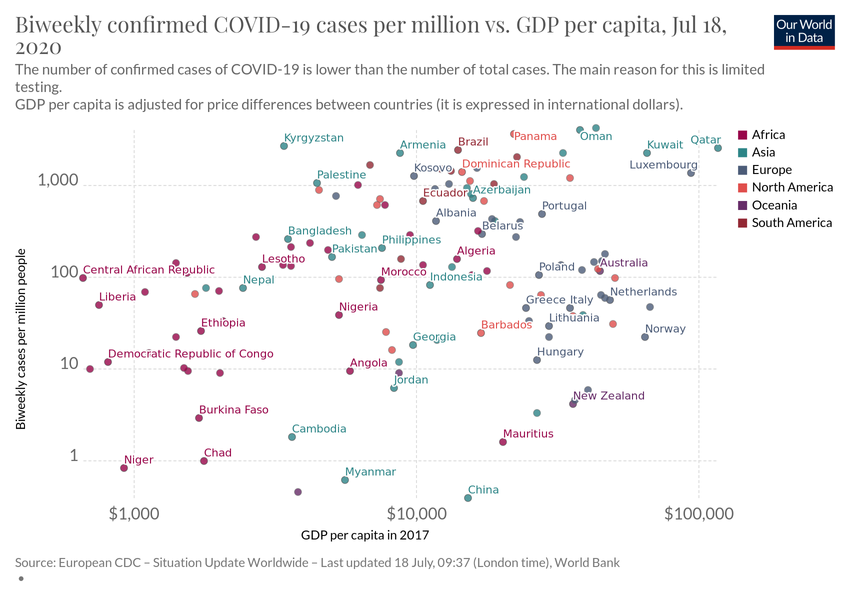 Biweekly confirmed COVID-19 cases per million vs. GDP per capita, Jul 18,
2020
Our World
in Data
The number of confirmed cases of COVID-19 is lower than the number of total cases. The main reason for this is limited
testing.
GDP per capita is adjusted for price differences between countries (it is expressed in international dollars).
Africa
Asia
Europe
North America
Oceania
South America
Kyrgyzstan
Armenia
Brazil
Panama
Oman
Kuwait
Qatar
Palestine
Kosovo
Dominican Republic
Luxembourg
1,000
Ecuador
Azerbaijan
Albania
Belarus
Portugal
Bangladesh
Pakistan
Philippines
Algeria
Lesotho
Central African Republic
100
Nepal
Morocco
Indonesia
Poland
Australia
Liberia
Ethiopia
Nigeria
Greece
Italy
Netherlands
Lithuania
Barbados
Norway
Georgia
Democratic Republic of Congo
10
Angola
Jordan
Hungary
Burkina Faso
New Zealand
Cambodia
Mauritius
1
Niger
Chad
Myanmar
China
Biweekly cases per million people
$1,000
$10,000
$100,000
GDP per capita in 2017
Source: European CDC – Situation Update Worldwide – Last updated 18 July, 09:37 (London time), World Bank